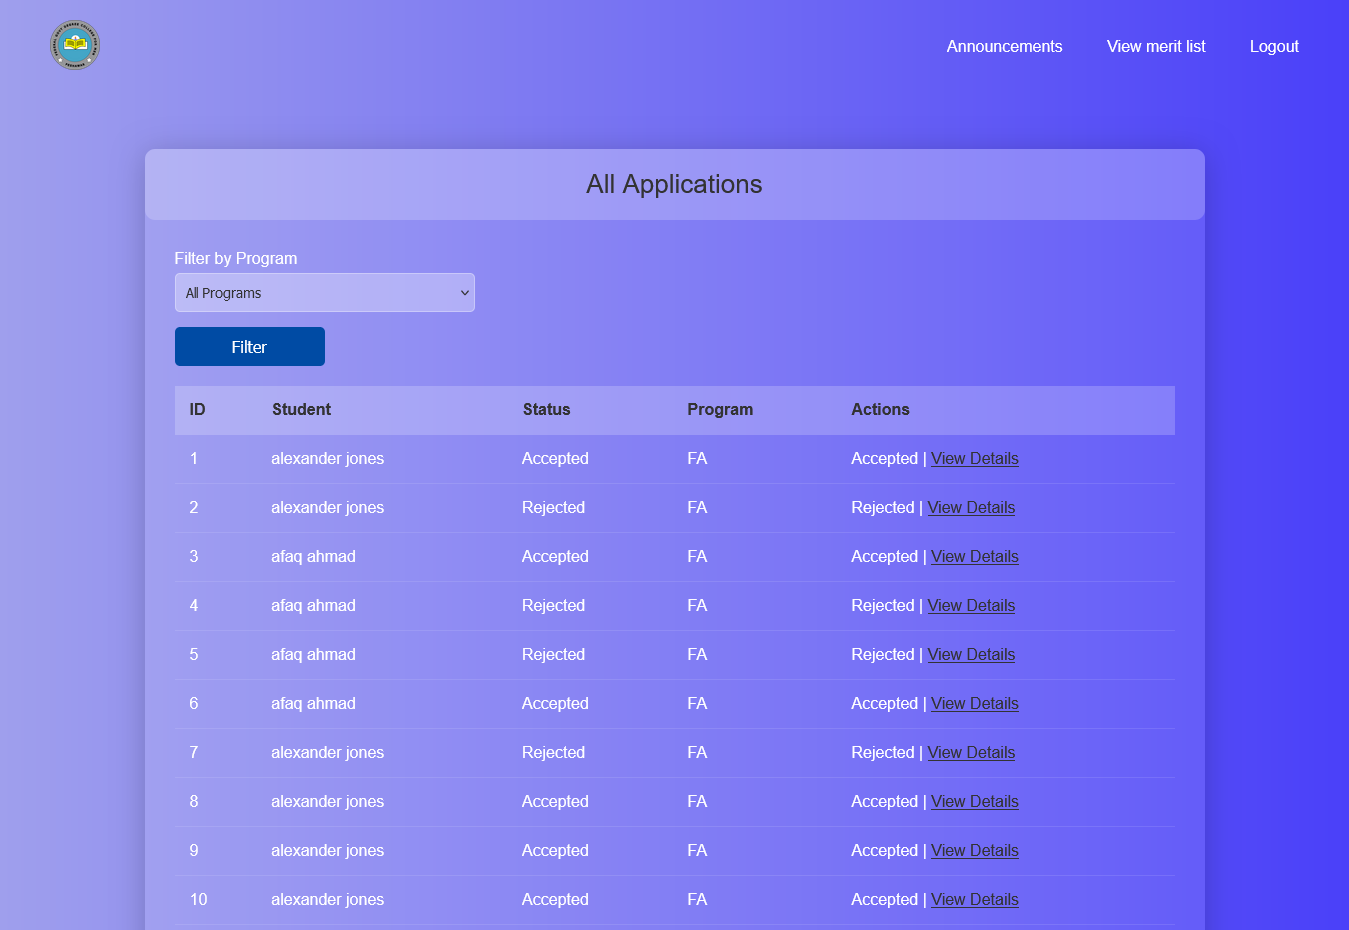 Announcements View merit list Logout
All Applications
Filter by Program
All Programs
Filter
ID Student Status Program Actions
1 alexander jones Accepted FA Accepted | View Details
2 alexander jones Rejected FA Rejected | View Details
3 afaq ahmad Accepted FA Accepted | View Details
4 afaq ahmad Rejected FA Rejected | View Details
5 afaq ahmad Rejected FA Rejected | View Details
6 afaq ahmad Accepted FA Accepted | View Details
7 alexander jones Rejected FA Rejected | View Details
8 alexander jones Accepted FA Accepted | View Details
9 alexander jones Accepted FA Accepted | View Details
10 alexander jones Accepted FA Accepted | View Details